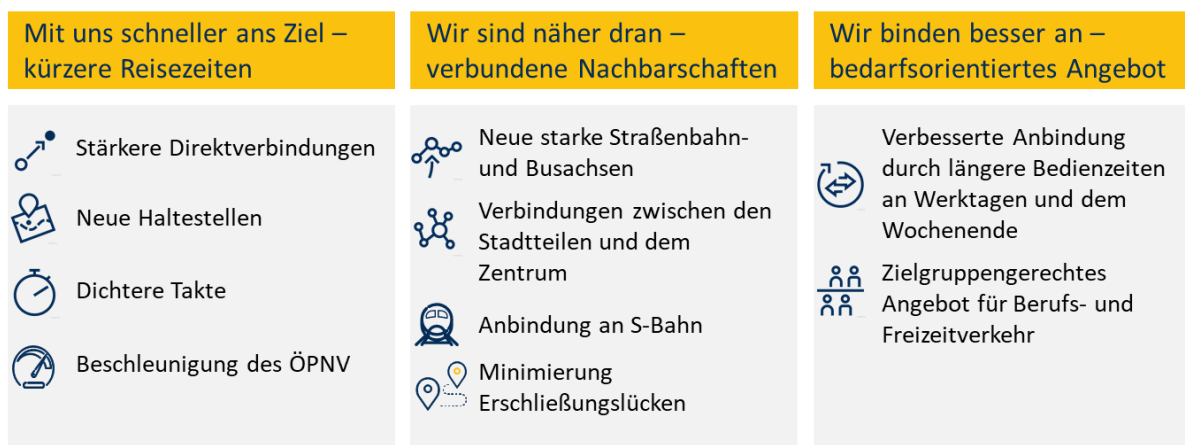 Mit uns schneller ans Ziel –
kürzere Reisezeiten
Stärkere Direktverbindungen
Neue Haltestellen
Dichtere Takte
Beschleunigung des ÖPNV
Wir sind näher dran –
verbundene Nachbarschaften
Neue starke Straßenbahn-
und Busachsen
Verbindungen zwischen den
Stadtteilen und dem
Zentrum
Anbindung an S-Bahn
Minimierung
Erschließungslücken
Wir binden besser an –
bedarfsorientiertes Angebot
Verbesserte Anbindung
durch längere Bedienzeiten
an Werktagen und dem
Wochenende
Zielgruppengerechtes
Angebot für Berufs- und
Freizeitverkehr